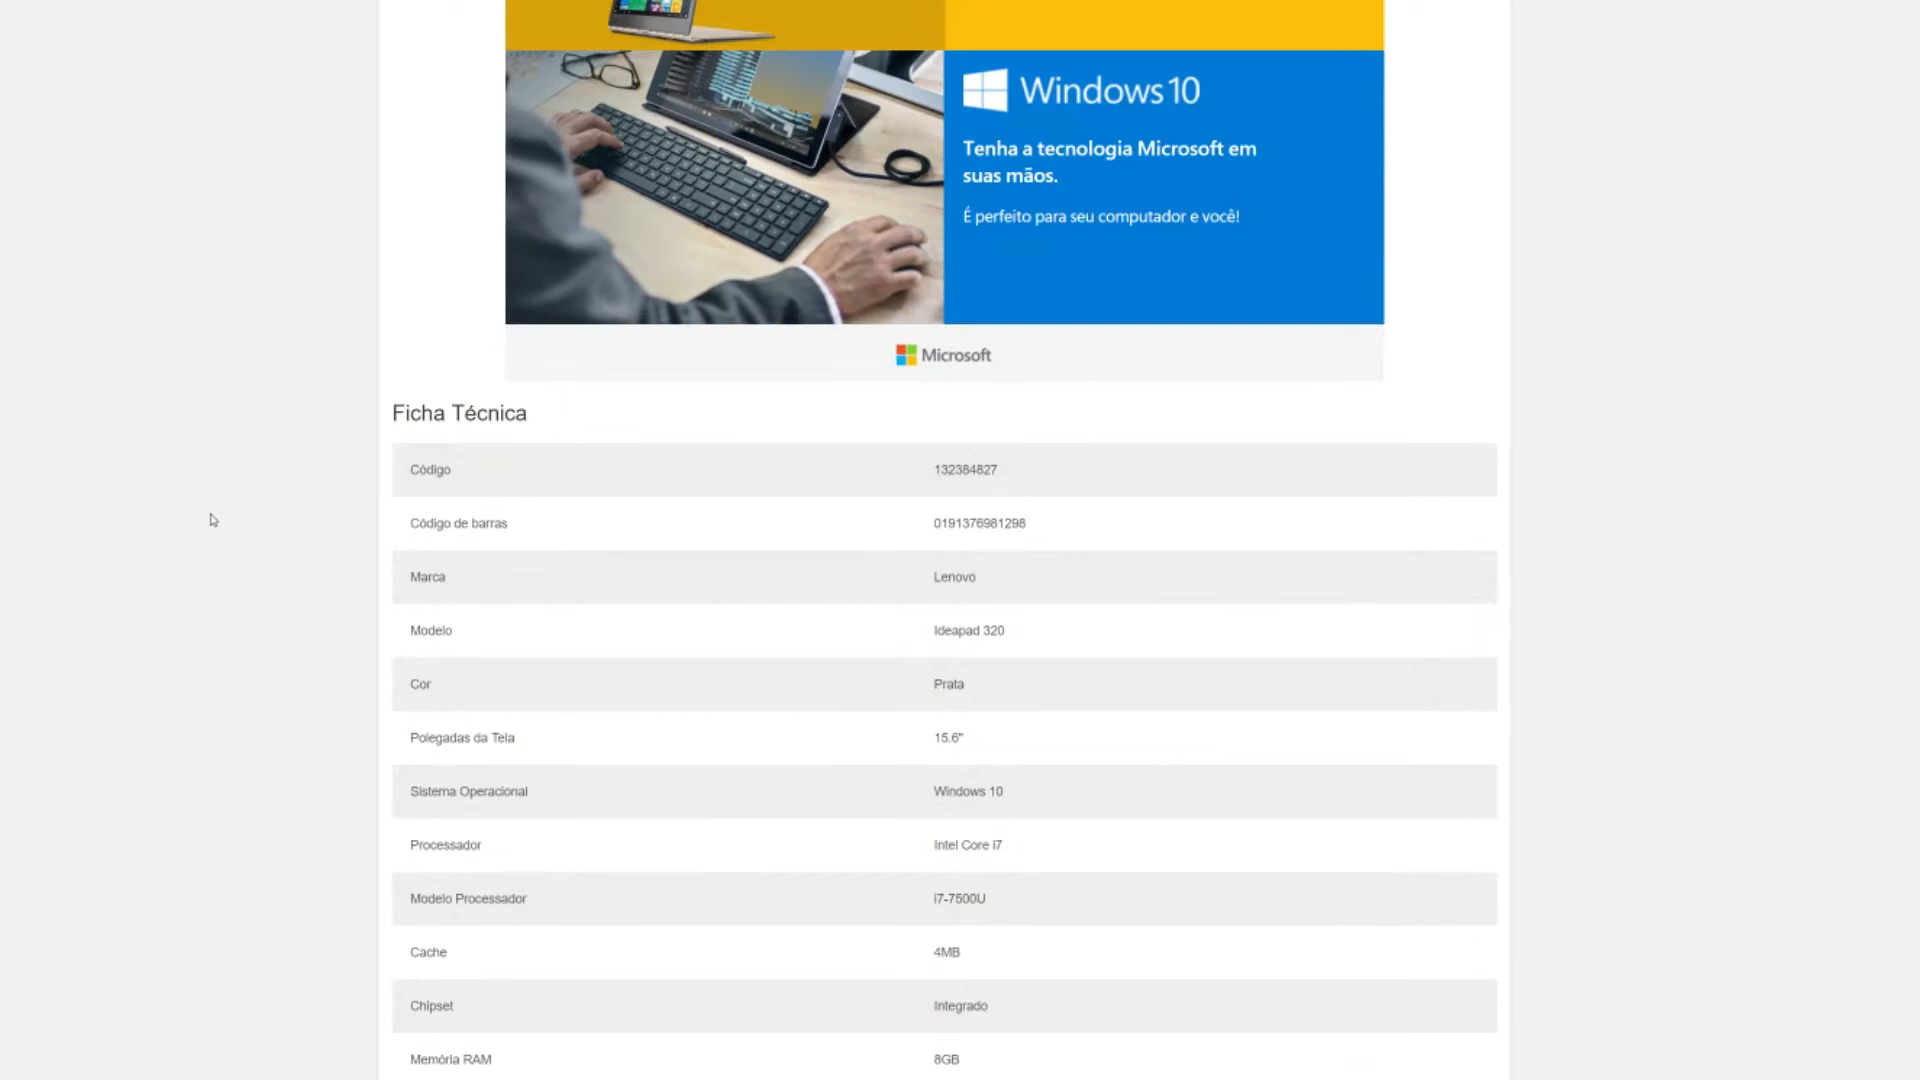 Windows 10
Tenha a tecnologia Microsoft em
suas mãos.
É perfeito para seu computador e você!
Microsoft
Ficha Técnica
Código 132384827
Código de barras 0191376981298
Marca Lenovo
Modelo Ideapad 320
Cor Prata
Polegadas da Tela 15.6"
Sistema Operacional Windows 10
Processador Intel Core i7
Modelo Processador i7-7500U
Cache 4MB
Chipset Integrado
Memória RAM 8GB